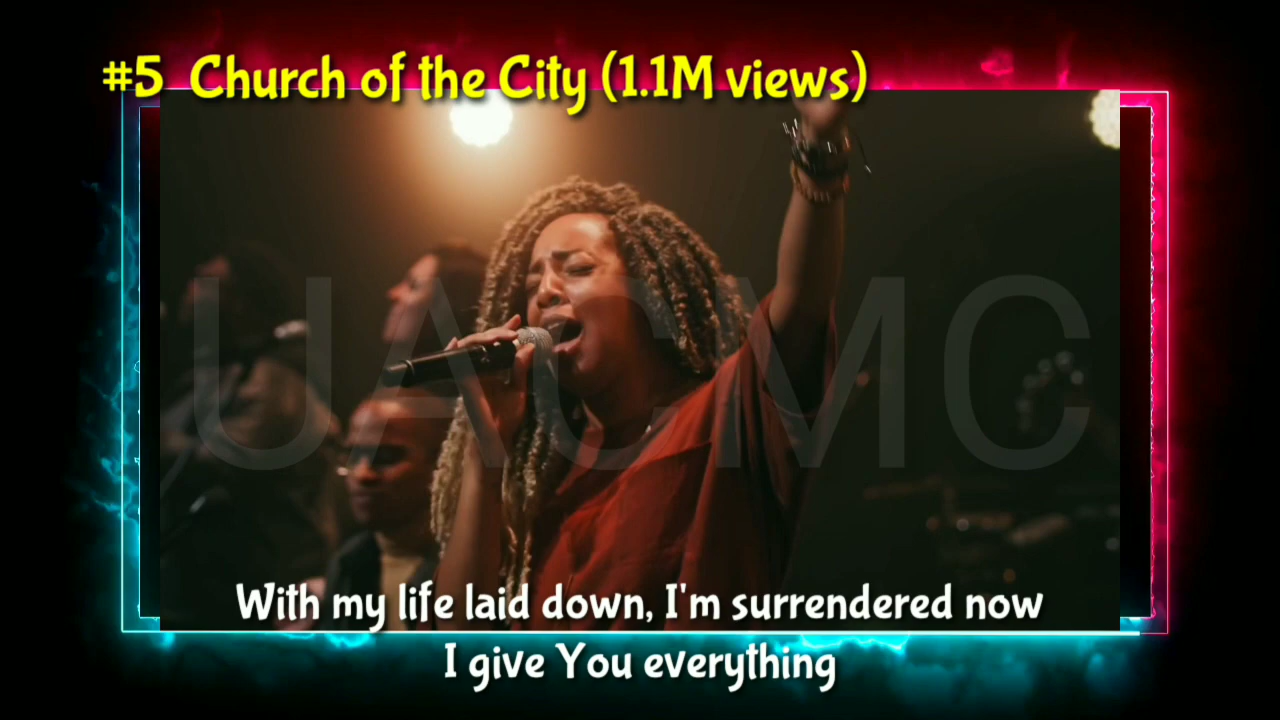 #5 Church of the City (1.1M views)
UACMC
With my life laid down, I'm surrendered now
I give You everything